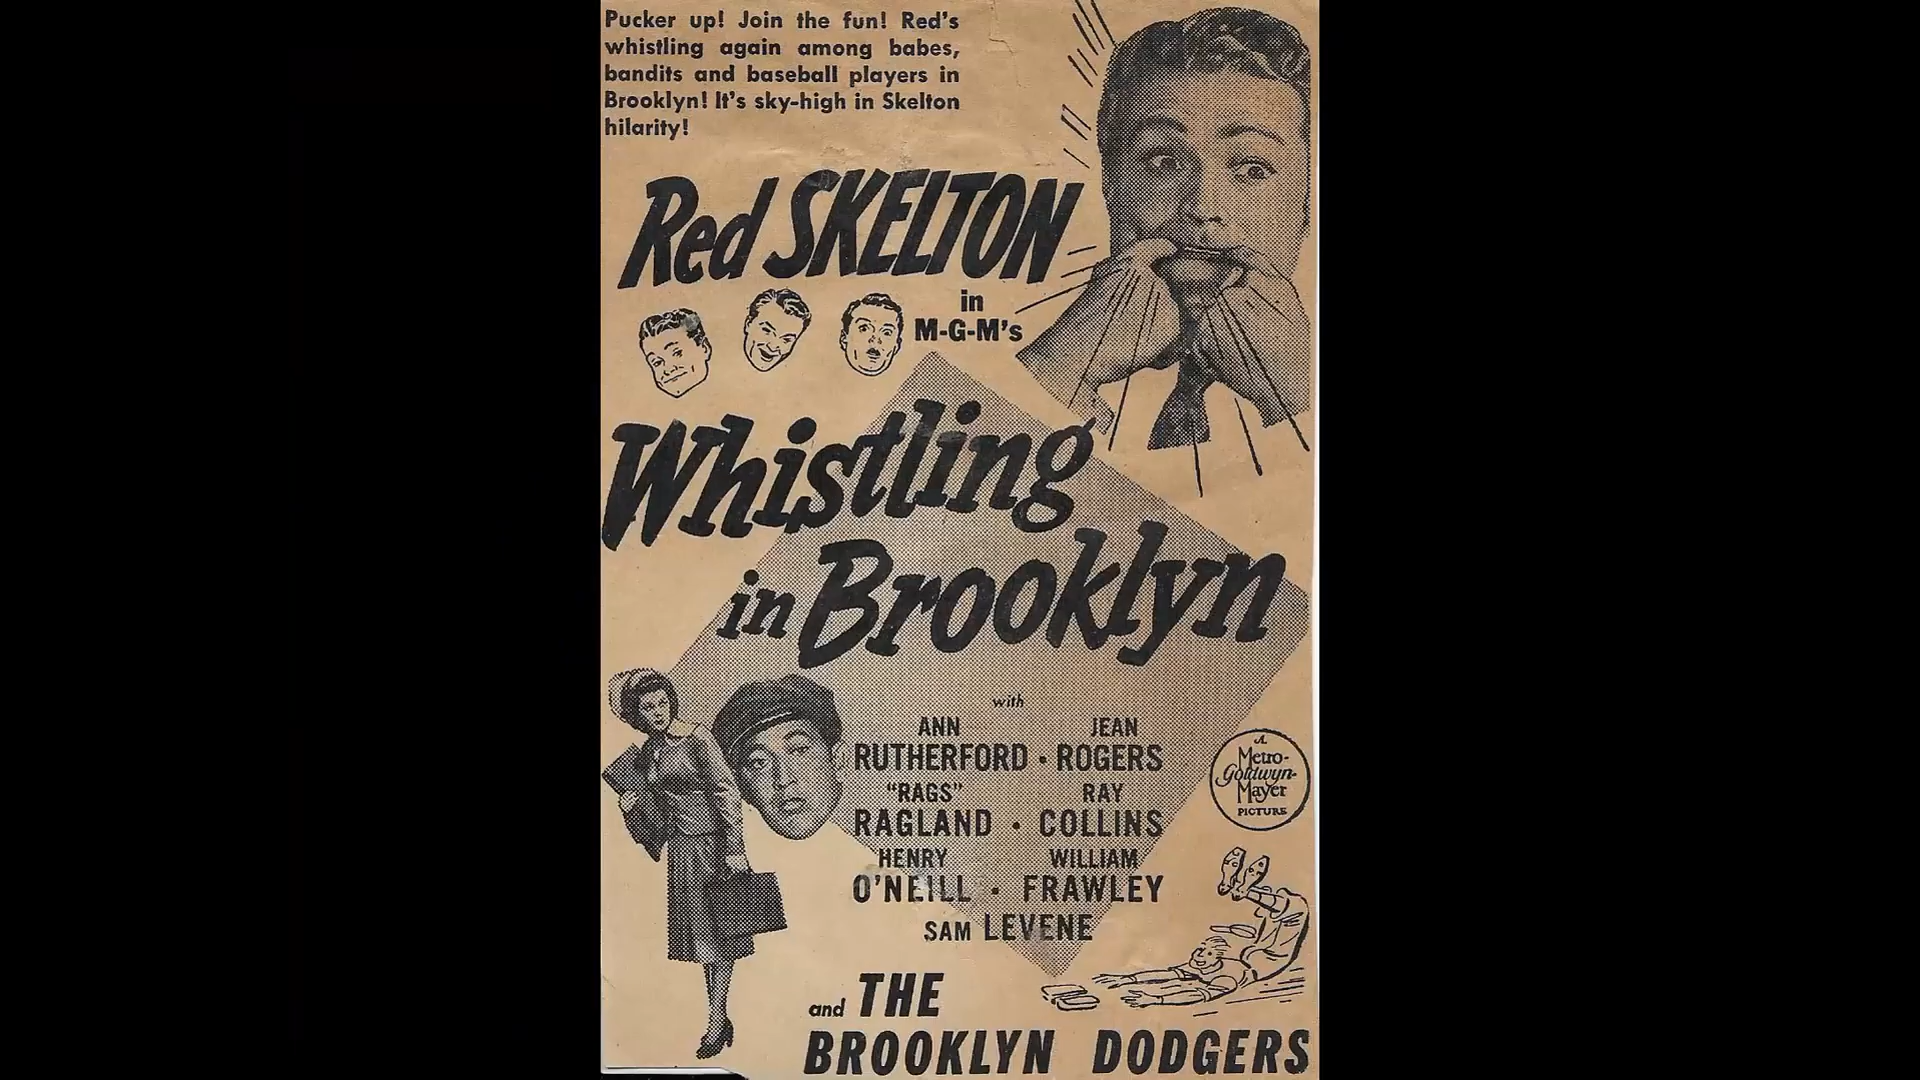 Pucker up! Join the fun! Red's
whistling again among babes,
bandits and baseball players in
Brooklyn! It's sky-high in Skelton
hilarity!
Red SKELTON
in
M-G-M's
Whistling
in Brooklyn
with
ANN RUTHERFORD · JEAN ROGERS
"RAGS" RAGLAND · RAY COLLINS
HENRY O'NEILL · WILLIAM FRAWLEY
SAM LEVENE
A
Metro-
Goldwyn-
Mayer
PICTURE
and THE
BROOKLYN DODGERS